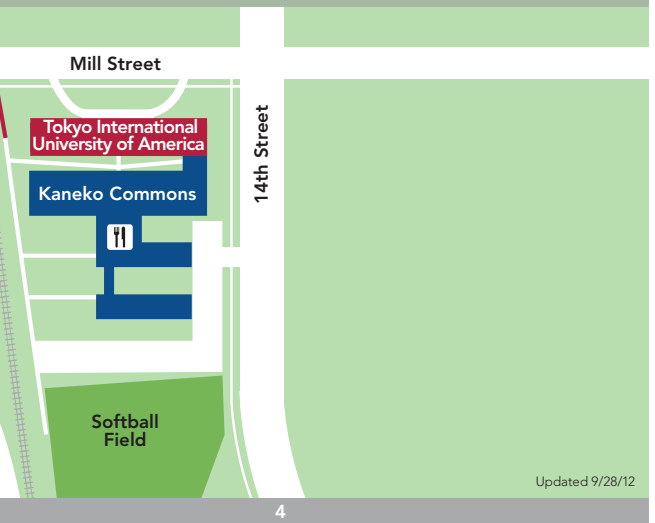 Mill Street
14th Street
Tokyo International
University of America
Kaneko Commons
Softball
Field
Updated 9/28/12
4